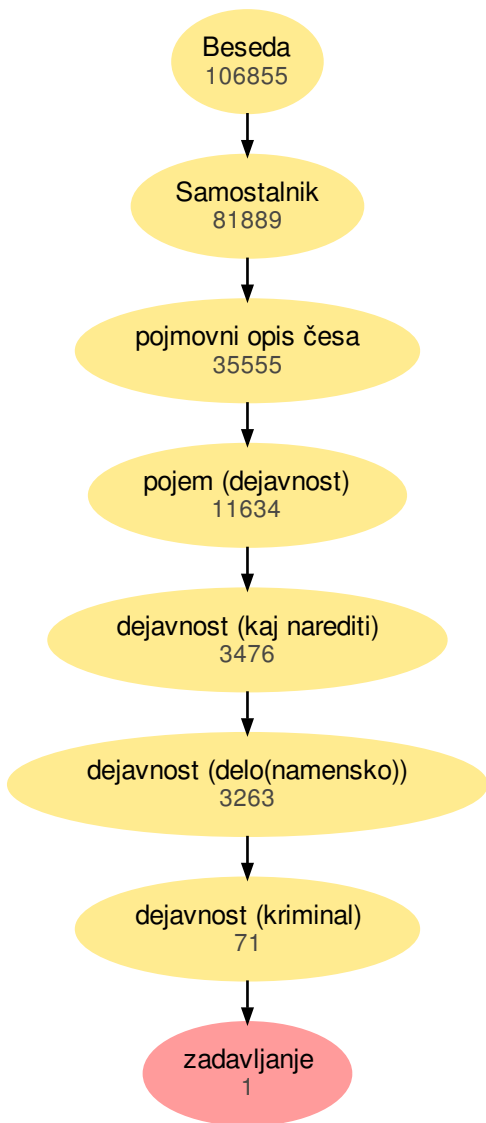 Beseda
106855
Samostalnik
81889
pojmovni opis česa
35555
pojem (dejavnost)
11634
dejavnost (kaj narediti)
3476
dejavnost (delo(namensko))
3263
dejavnost (kriminal)
71
zadavljanje
1